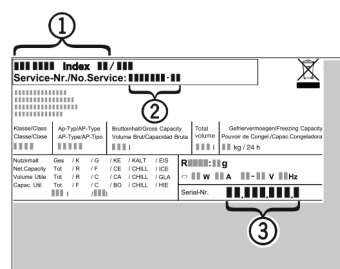 1
Index /
Service-Nr./No.Service: -
2
Klasse/Class Ap-Typ/AP-Type Bruttoinhalt/Gross Capacity Total Gefriervermoegen/Freezing Capacity
Classe/Clase AP-Type/AP-Tipo Volume Brut/Capacidad Bruta volume Pouvoir de Congel./Capac.Congeladora
l l kg / 24 h
Nutzinhalt Ges / K / G / KE / KALT / EIS
Net.Capacity Tot / R / F / CE / CHILL / ICE
Volume Utile Tot / R / C / CA / CHILL / GLA
Capac. Util Tot / F / C / BO / CHILL / HIE
l / l
R : g
W A - V Hz
Serial-Nr. . . .
3